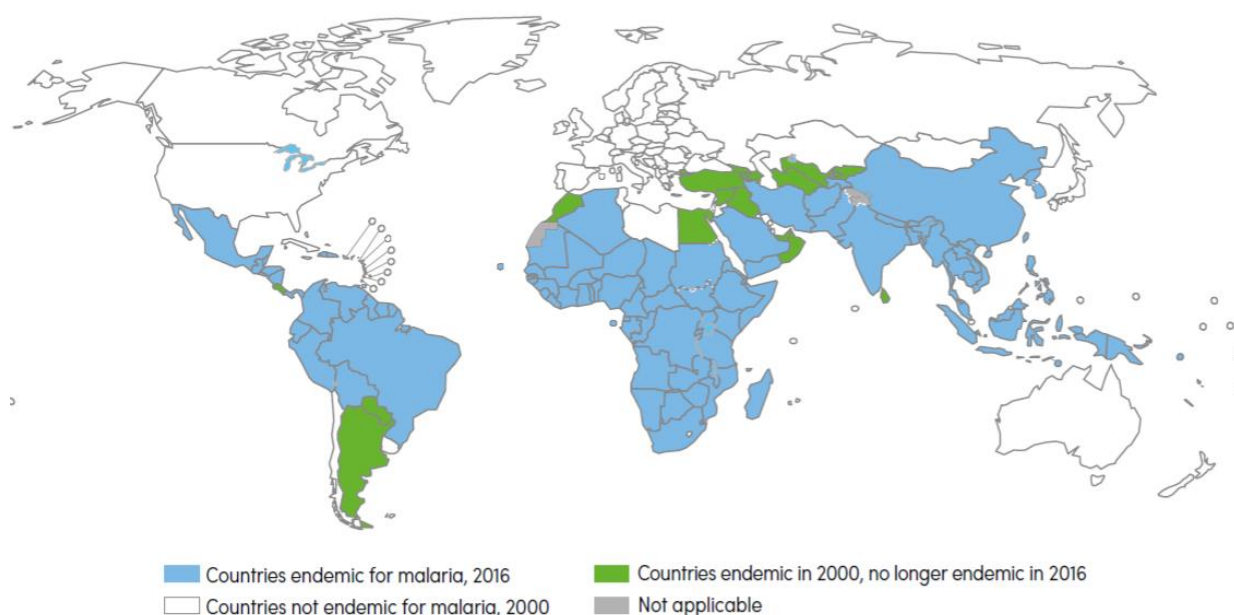 Countries endemic for malaria, 2016
Countries endemic in 2000, no longer endemic in 2016
Countries not endemic for malaria, 2000
Not applicable